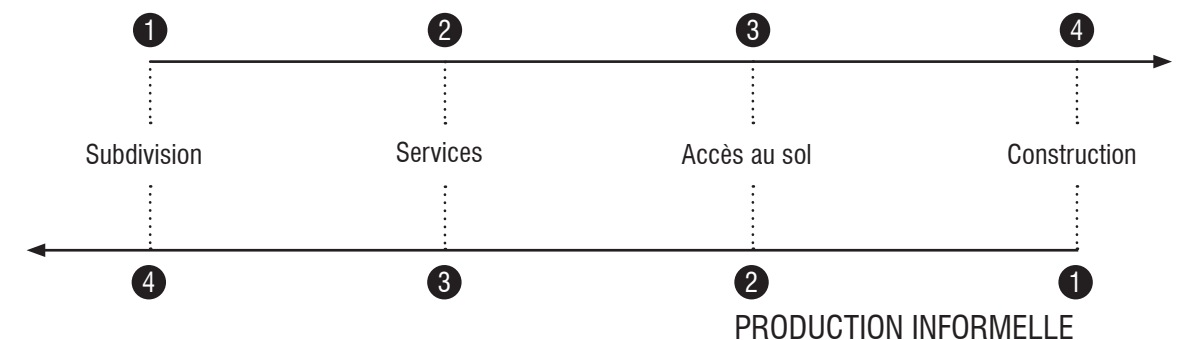 1 2 3 4
Subdivision Services Accès au sol Construction
4 3 2 1
PRODUCTION INFORMELLE